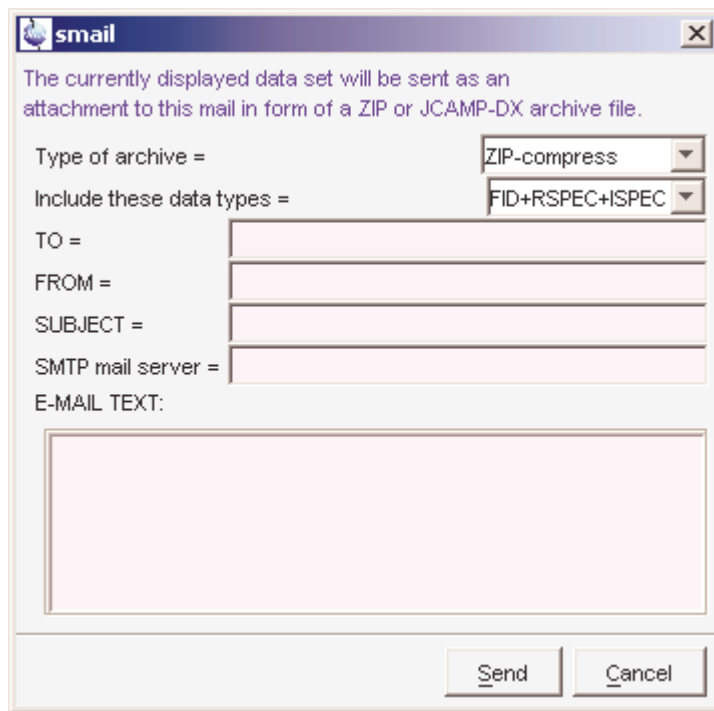 smail
The currently displayed data set will be sent as an
attachment to this mail in form of a ZIP or JCAMP-DX archive file.
Type of archive = ZIP-compress
Include these data types = FID+RSPEC+ISPEC
TO =
FROM =
SUBJECT =
SMTP mail server =
E-MAIL TEXT:
Send Cancel